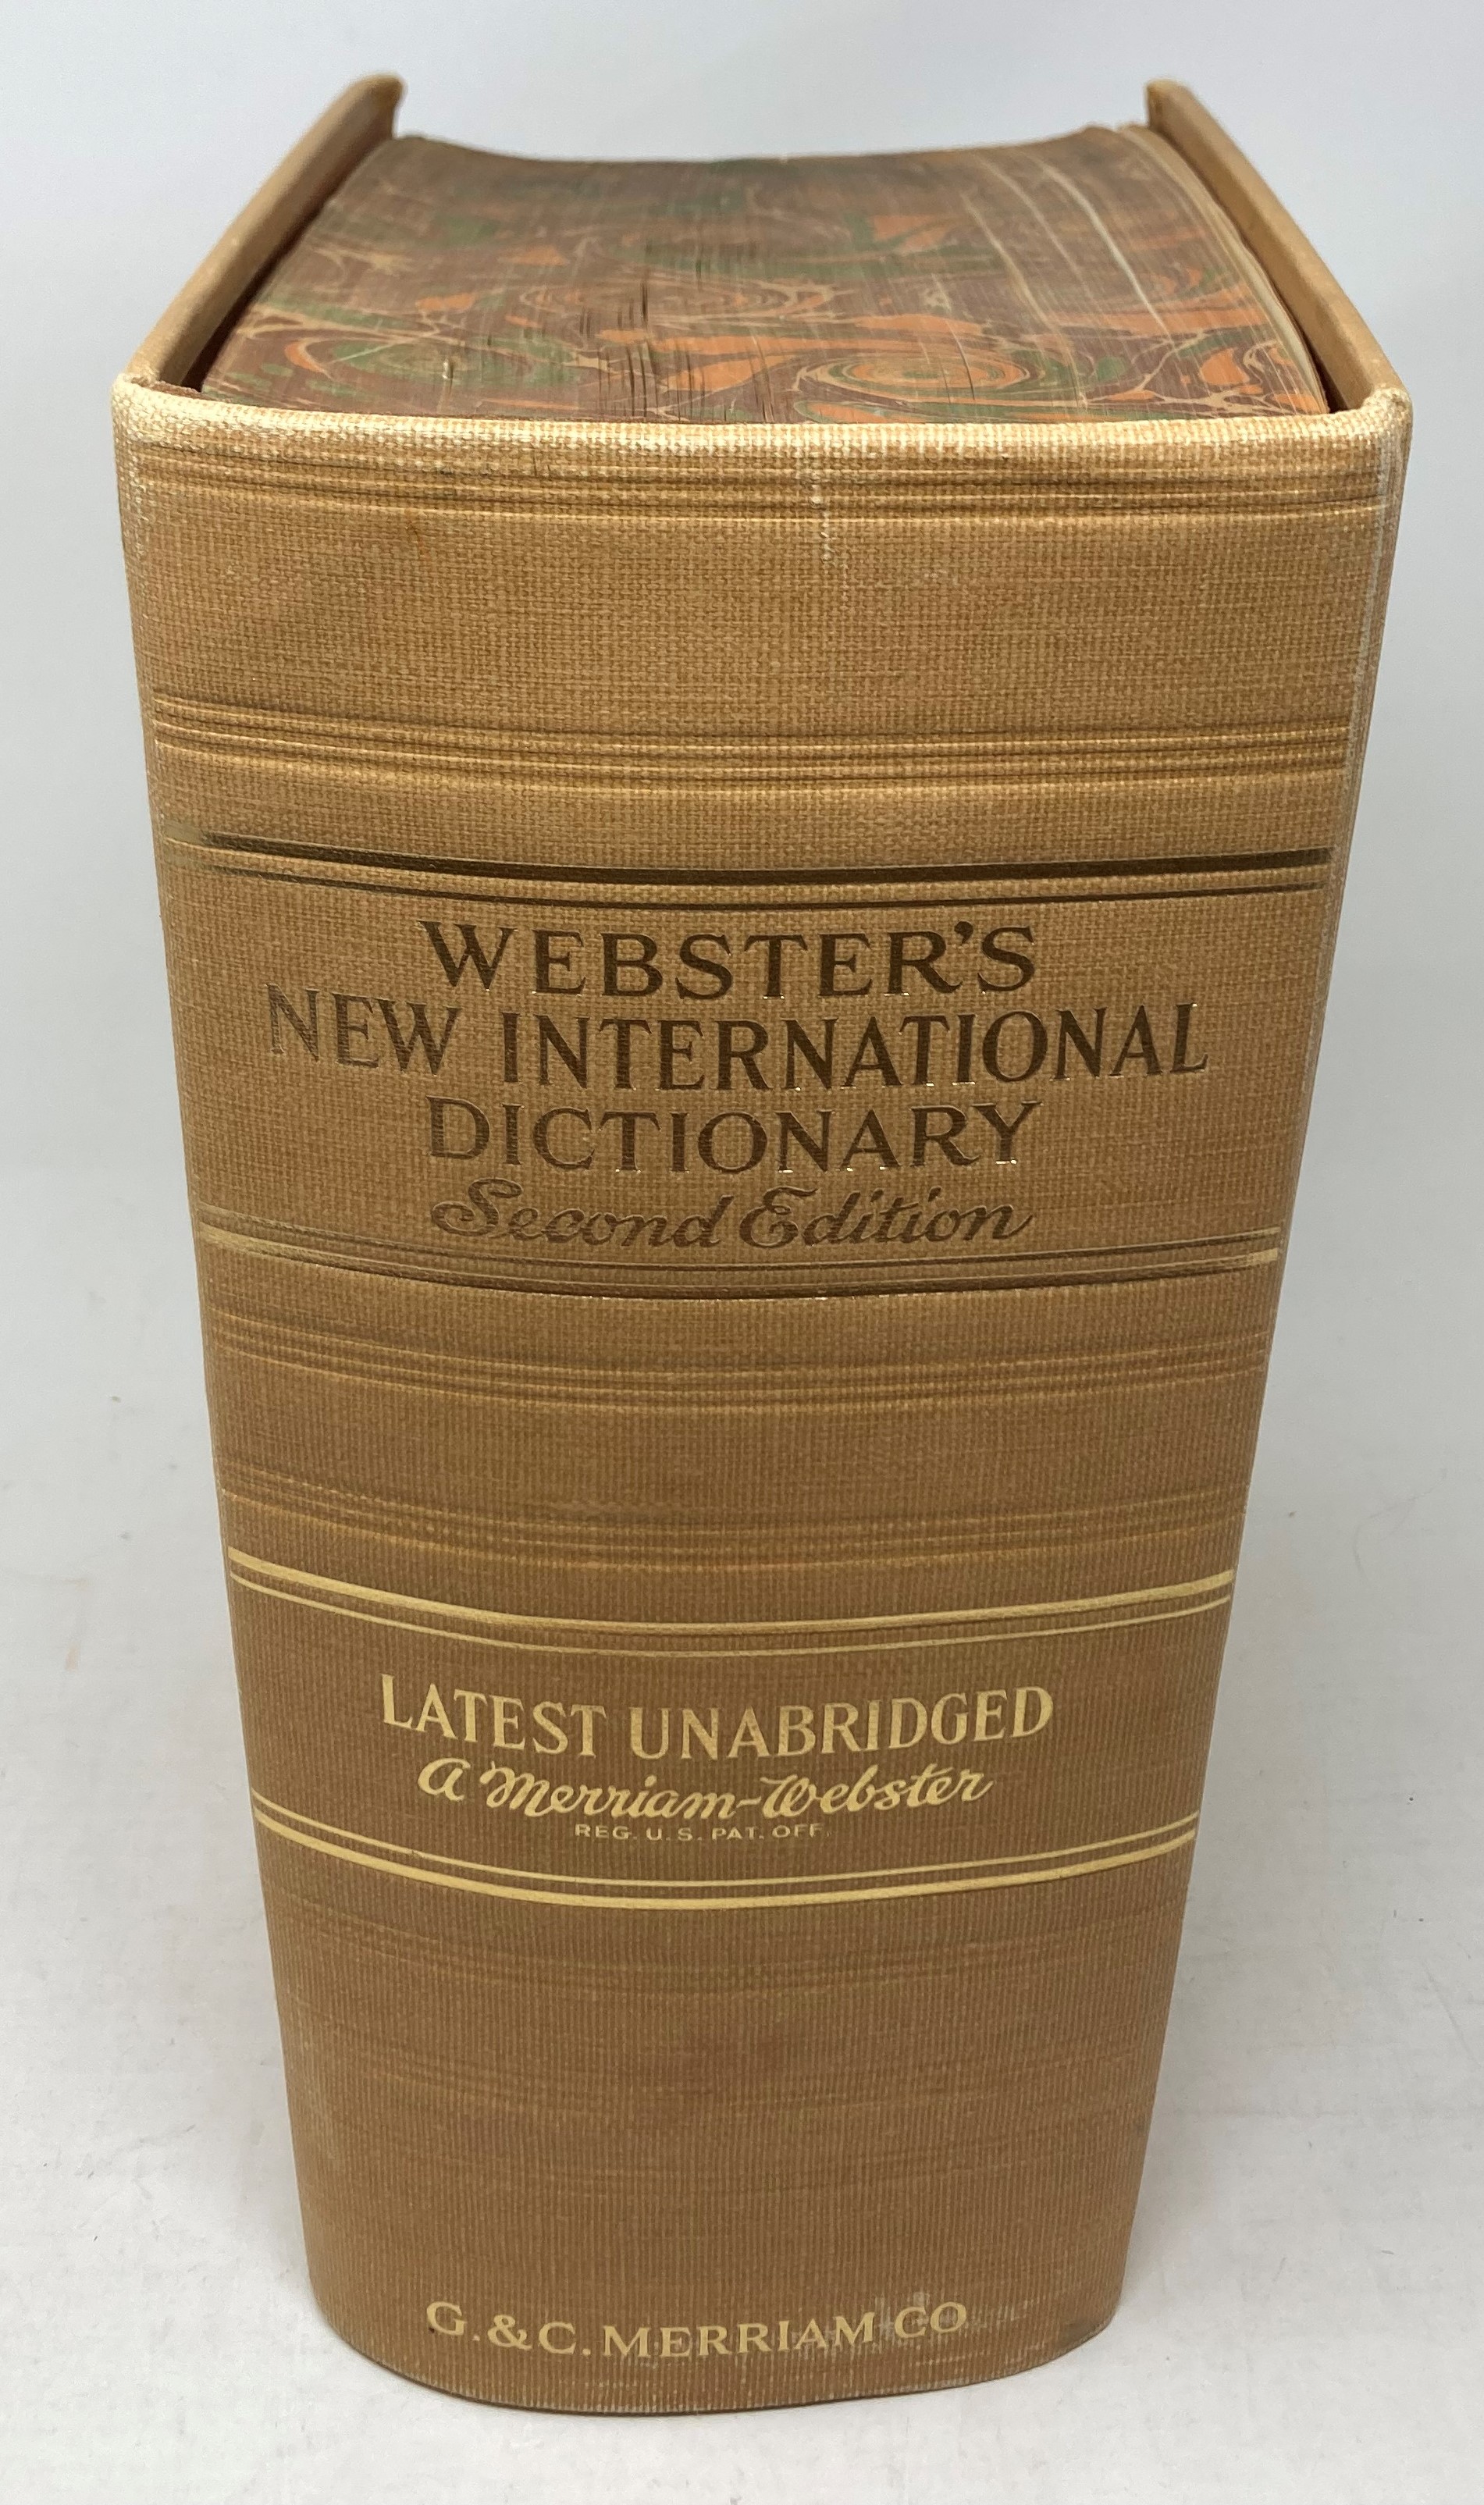 WEBSTER'S
NEW INTERNATIONAL
DICTIONARY
Second Edition
LATEST UNABRIDGED
A Merriam-Webster
REG. U.S. PAT. OFF.
G. & C. MERRIAM CO